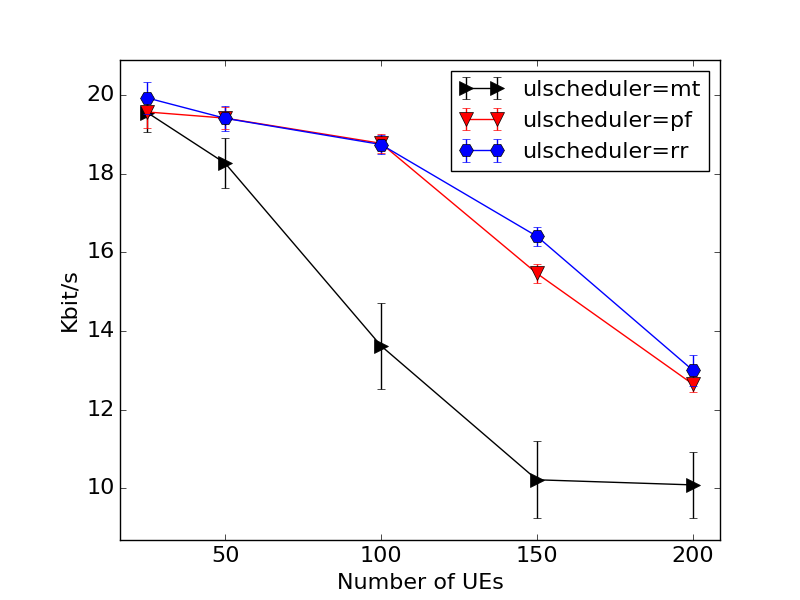 ulscheduler=mt
ulscheduler=pf
ulscheduler=rr
20
18
16
14
12
10
Kbit/s
50 100 150 200
Number of UEs